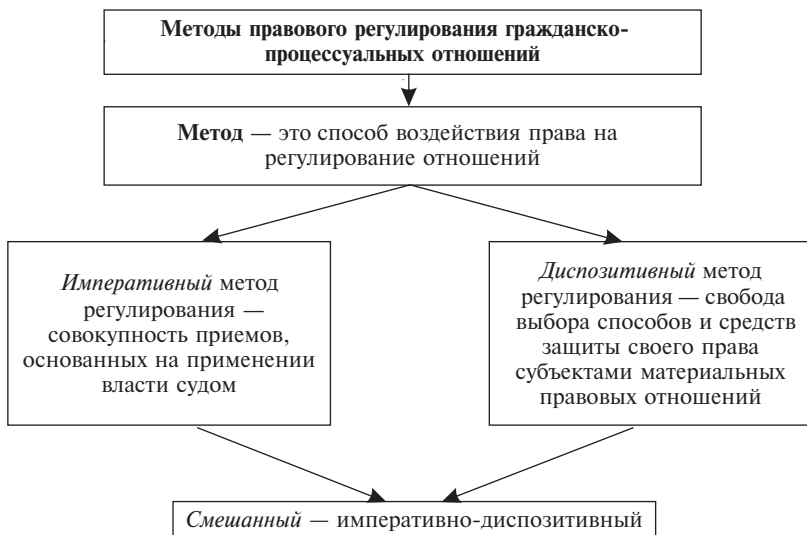 Методы правового регулирования гражданско-
процессуальных отношений
Метод — это способ воздействия права на
регулирование отношений
Императивный метод
регулирования —
совокупность приемов,
основанных на применении
власти судом
Диспозитивный метод
регулирования — свобода
выбора способов и средств
защиты своего права
субъектами материальных
правовых отношений
Смешанный — императивно-диспозитивный